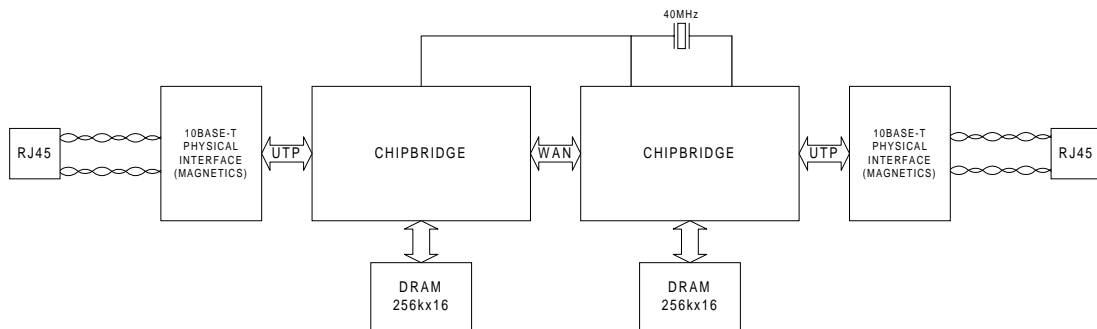 40MHz
RJ45
10BASE-T
PHYSICAL
INTERFACE
(MAGNETICS)
UTP
CHIPBRIDGE
WAN
CHIPBRIDGE
UTP
10BASE-T
PHYSICAL
INTERFACE
(MAGNETICS)
RJ45
DRAM
256kx16
DRAM
256kx16